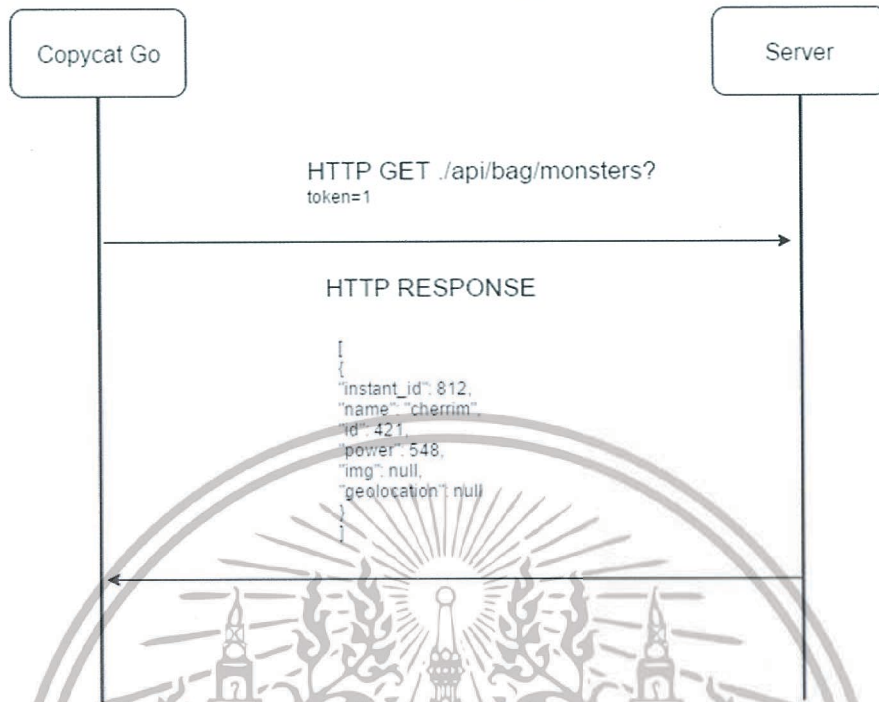 Copycat Go
Server
HTTP GET ./api/bag/monsters?
token=1
HTTP RESPONSE
[
{
"instant_id": 812,
"name": "cherrim",
"id": 421,
"power": 548,
"img": null,
"geolocation": null
}
]